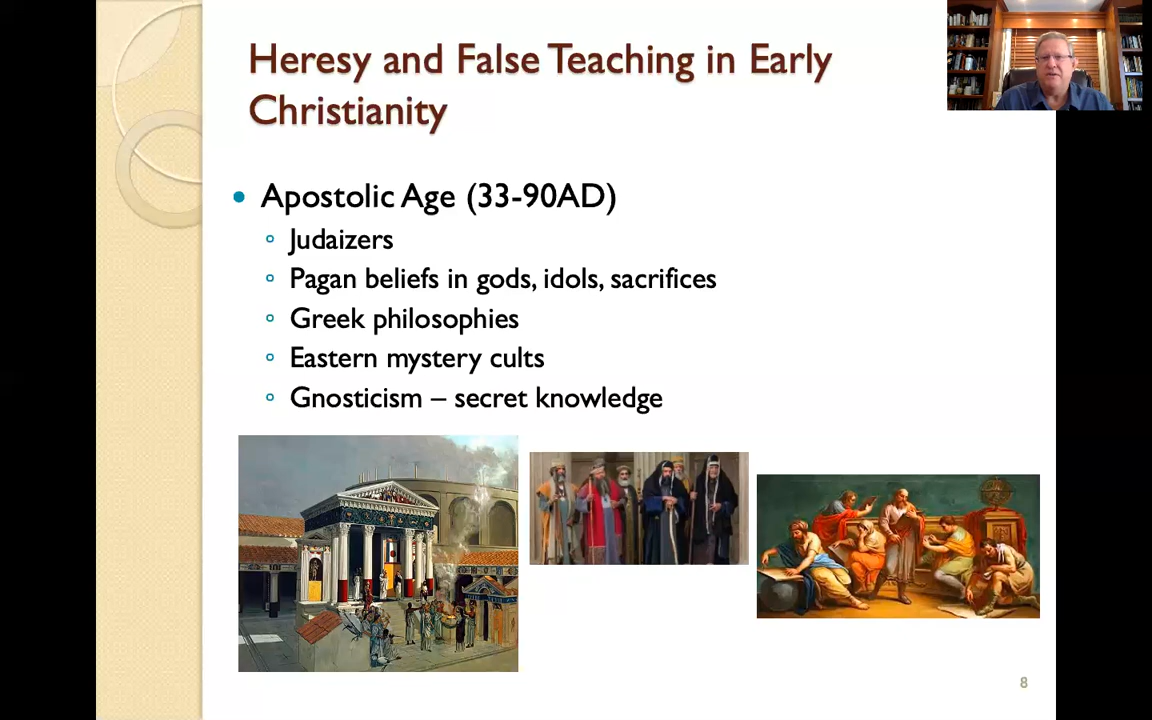 Heresy and False Teaching in Early
Christianity
• Apostolic Age (33-90AD)
◦ Judaizers
◦ Pagan beliefs in gods, idols, sacrifices
◦ Greek philosophies
◦ Eastern mystery cults
◦ Gnosticism – secret knowledge
8